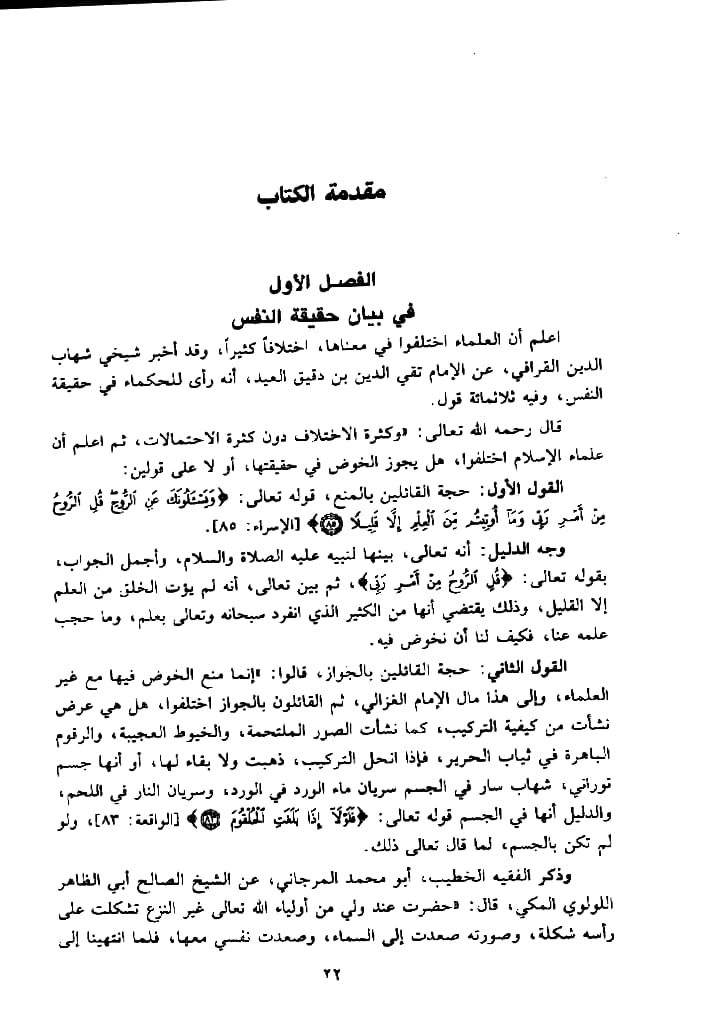 مقدمة الكتاب
الفصل الأول
في بيان حقيقة النفس
اعلم أن العلماء اختلفوا في معناها، اختلافاً كثيراً، وقد أخبر شيخي شهاب
الدين القرافي، عن الإمام تقي الدين بن دقيق العيد، أنه رأى للحكماء في حقيقة
النفس، وفيه ثلاثمائة قول.
قال رحمه الله تعالى: «وكثرة الاختلاف دون كثرة الاحتمالات، ثم اعلم أن
علماء الإسلام اختلفوا، هل يجوز الخوض في حقيقتها، أو لا على قولين:
القول الأول: حجة القائلين بالمنع، قوله تعالى: ﴿وَيَسْـَٔلُونَكَ عَنِ ٱلرُّوحِ قُلِ ٱلرُّوحُ
مِنْ أَمْرِ رَبِّى وَمَآ أُوتِيتُم مِّنَ ٱلْعِلْمِ إِلَّا قَلِيلًا ٨٥﴾ [الإسراء: ٨٥].
وجه الدليل: أنه تعالى، بينها لنبيه عليه الصلاة والسلام، وأجمل الجواب،
بقوله تعالى: ﴿قُلِ ٱلرُّوحُ مِنْ أَمْرِ رَبِّى﴾، ثم بين تعالى، أنه لم يؤت الخلق من العلم
إلا القليل، وذلك يقتضي أنها من الكثير الذي انفرد سبحانه وتعالى بعلم، وما حجب
علمه عنا، فكيف لنا أن نخوض فيه.
القول الثاني: حجة القائلين بالجواز، قالوا: «إنما منع الخوض فيها مع غير
العلماء، وإلى هذا مال الإمام الغزالي، ثم القائلون بالجواز اختلفوا، هل هي عرض
نشأت من كيفية التركيب، كما نشأت الصور الملتحمة، والخيوط العجيبة، والرقوم
الباهرة في ثياب الحرير، فإذا انحل التركيب، ذهبت ولا بقاء لها، أو أنها جسم
توراني، شهاب سار في الجسم سريان ماء الورد في الورد، وسريان النار في اللحم،
والدليل أنها في الجسم قوله تعالى: ﴿فَلَوْلَآ إِذَا بَلَغَتِ ٱلْحُلْقُومَ ٨٣﴾ [الواقعة: ٨٣]، ولو
لم تكن بالجسم، لما قال تعالى ذلك.
وذكر الفقيه الخطيب، أبو محمد المرجاني، عن الشيخ الصالح أبي الظاهر
اللولوي المكي، قال: «حضرت عند ولي من أولياء الله تعالى غير النزع تشكلت على
رأسه شكلة، وصورته صعدت إلى السماء، وصعدت نفسي معها، فلما انتهينا إلى
٢٢